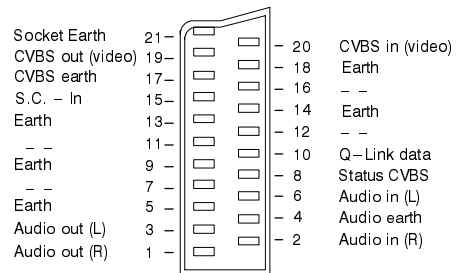 Socket Earth 21 –
CVBS out (video) 19 –
CVBS earth 17 –
S.C. – In 15 –
Earth 13 –
– – 11 –
Earth 9 –
– – 7 –
Earth 5 –
Audio out (L) 3 –
Audio out (R) 1 –
– 20 CVBS in (video)
– 18 Earth
– 16 – –
– 14 Earth
– 12 – –
– 10 Q–Link data
– 8 Status CVBS
– 6 Audio in (L)
– 4 Audio earth
– 2 Audio in (R)